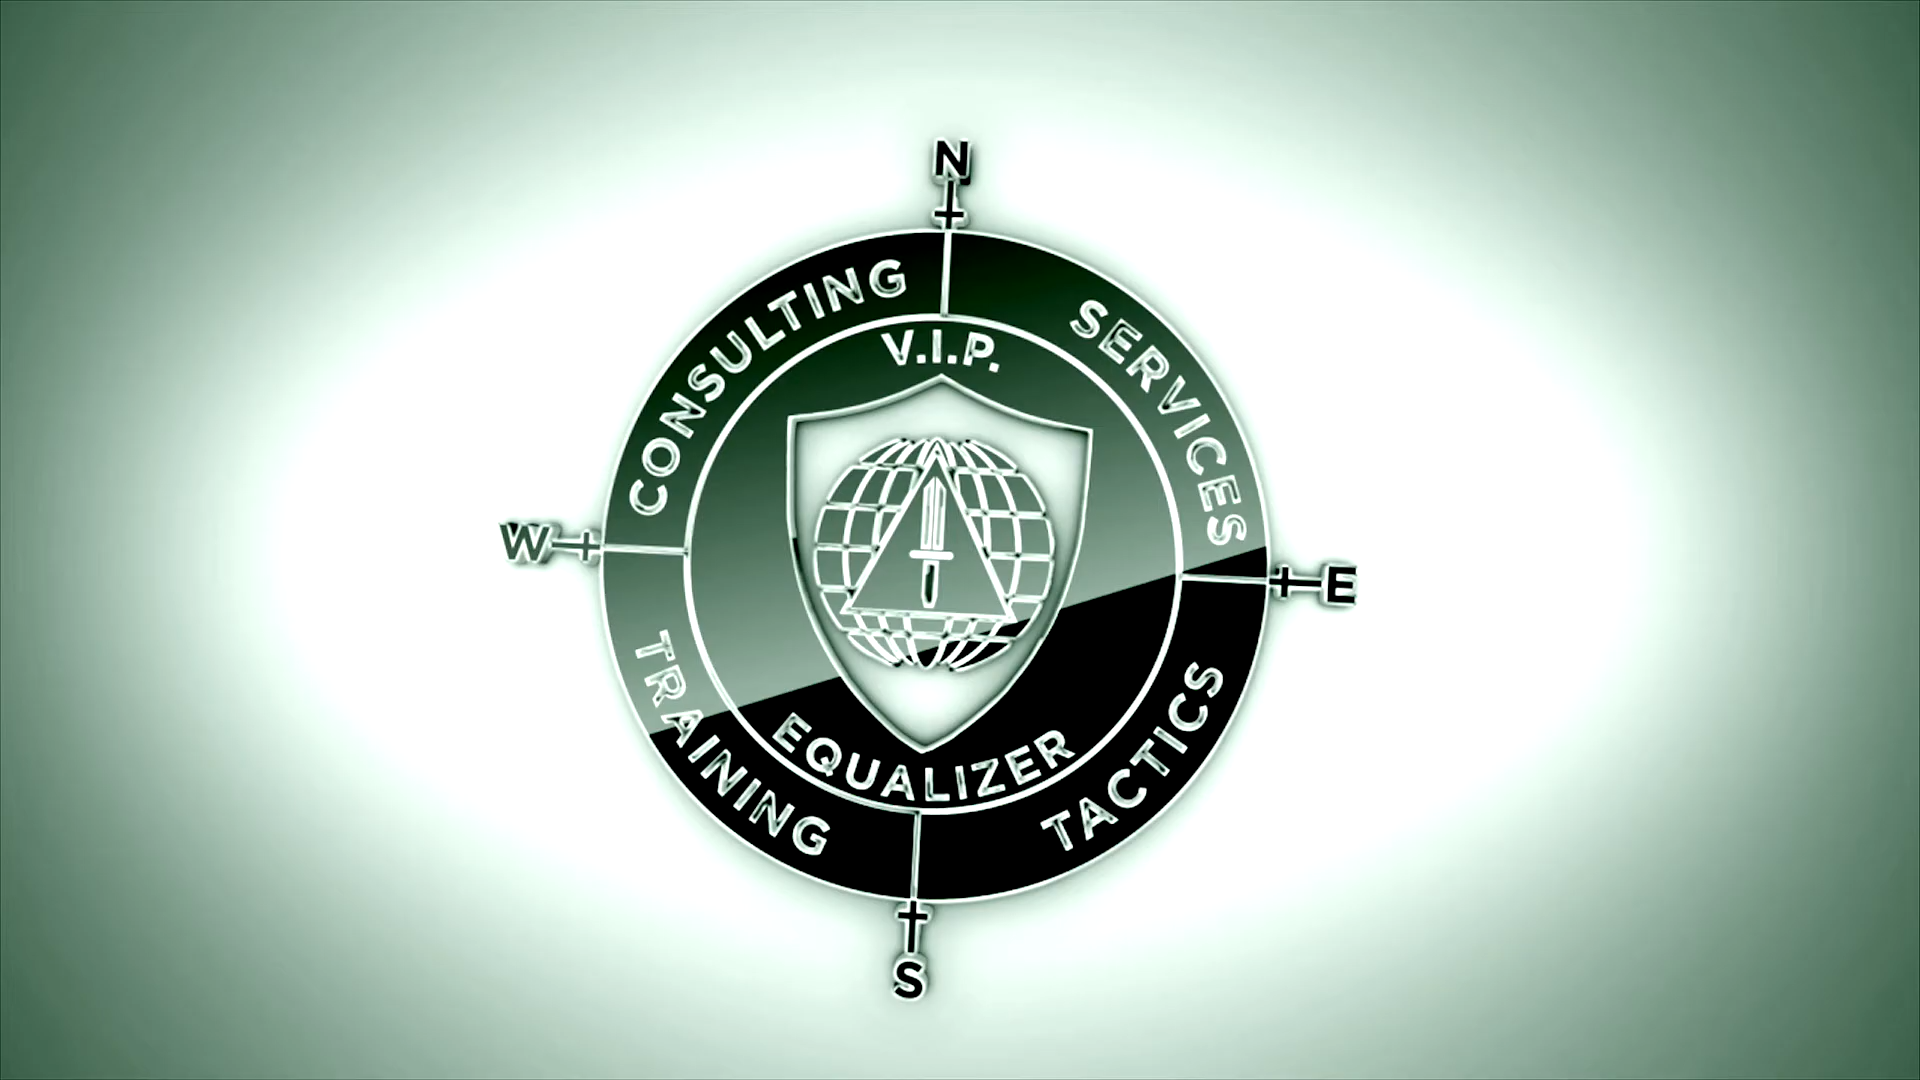 N
CONSULTING
SERVICES
V.I.P.
W
E
TRAINING
EQUALIZER
TACTICS
S